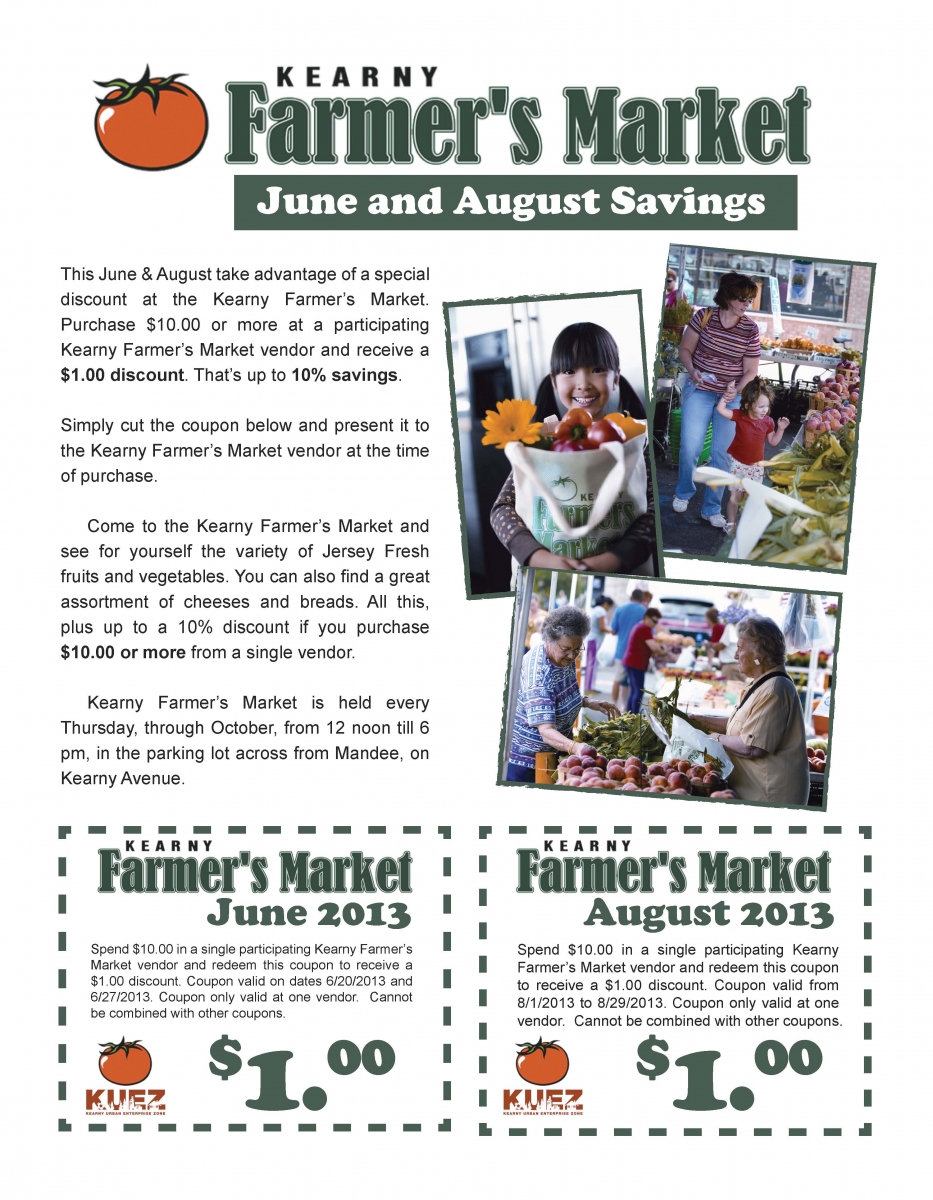 KEARNY
Farmer's Market
June and August Savings
This June & August take advantage of a special
discount at the Kearny Farmer’s Market.
Purchase $10.00 or more at a participating
Kearny Farmer’s Market vendor and receive a
$1.00 discount. That’s up to 10% savings.
Simply cut the coupon below and present it to
the Kearny Farmer’s Market vendor at the time
of purchase.
Come to the Kearny Farmer’s Market and
see for yourself the variety of Jersey Fresh
fruits and vegetables. You can also find a great
assortment of cheeses and breads. All this,
plus up to a 10% discount if you purchase
$10.00 or more from a single vendor.
Kearny Farmer’s Market is held every
Thursday, through October, from 12 noon till 6
pm, in the parking lot across from Mandee, on
Kearny Avenue.
KEARNY
Farmer's
Market
KEARNY
Farmer's Market
June 2013
Spend $10.00 in a single participating Kearny Farmer’s
Market vendor and redeem this coupon to receive a
$1.00 discount. Coupon valid on dates 6/20/2013 and
6/27/2013. Coupon only valid at one vendor. Cannot
be combined with other coupons.
$1.00
KUEZ
KEARNY URBAN ENTERPRISE ZONE
KEARNY
Farmer's Market
August 2013
Spend $10.00 in a single participating Kearny
Farmer’s Market vendor and redeem this coupon
to receive a $1.00 discount. Coupon valid from
8/1/2013 to 8/29/2013. Coupon only valid at one
vendor. Cannot be combined with other coupons.
$1.00
KUEZ
KEARNY URBAN ENTERPRISE ZONE